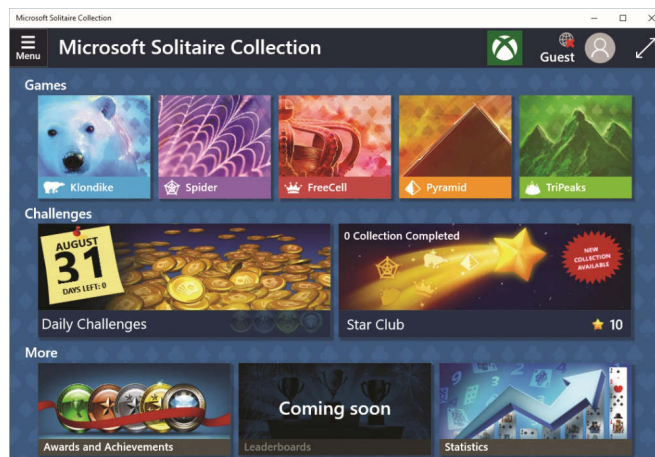 Microsoft Solitaire Collection
Menu
Microsoft Solitaire Collection
Guest
Games
Klondike
Spider
FreeCell
Pyramid
TriPeaks
Challenges
AUGUST
31
DAYS LEFT: 0
Daily Challenges
0 Collection Completed
NEW
COLLECTION
AVAILABLE
Star Club
10
More
Awards and Achievements
Coming soon
Leaderboards
Statistics